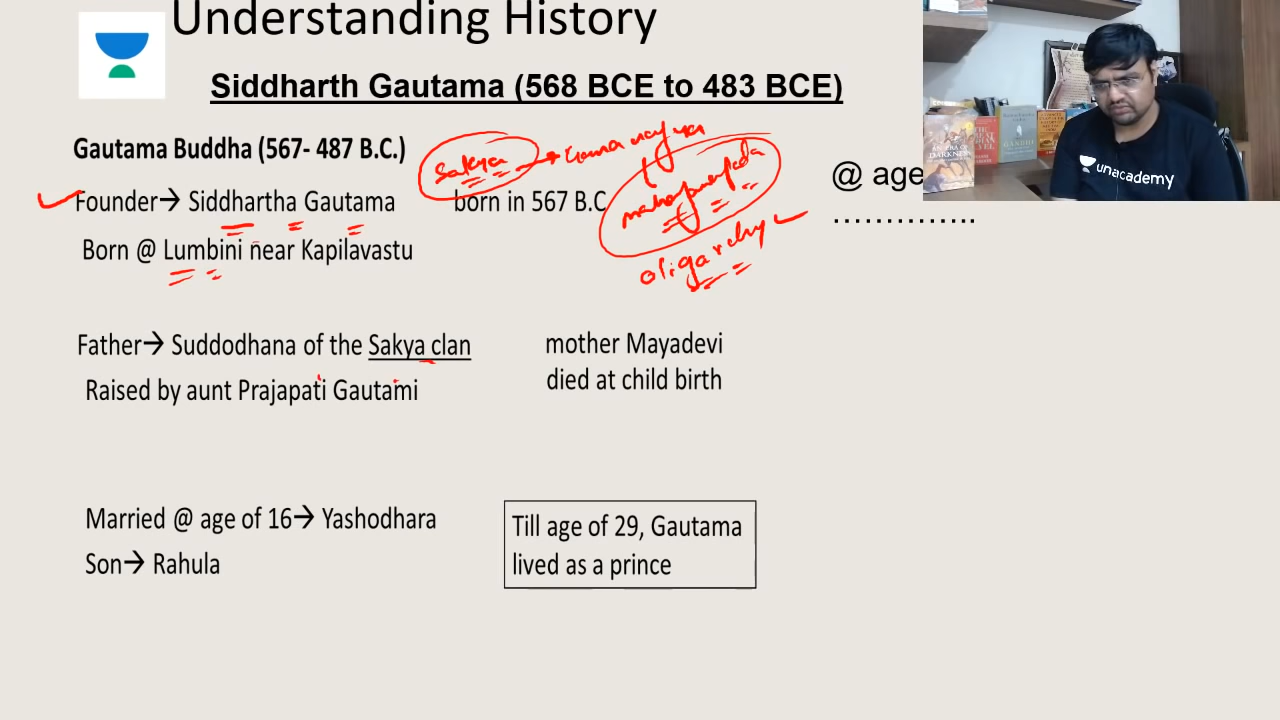 Understanding History
Siddharth Gautama (568 BCE to 483 BCE)
Gautama Buddha (567- 487 B.C.)
Sakya
mahajanpada
oligarchy
Founder→ Siddhartha Gautama
born in 567 B.C
@ age
…………..
Born @ Lumbini near Kapilavastu
Father→ Suddodhana of the Sakya clan
mother Mayadevi
died at child birth
Raised by aunt Prajapati Gautami
Married @ age of 16→ Yashodhara
Son→ Rahula
Till age of 29, Gautama
lived as a prince
unacademy
DARKNESS
GANDHI